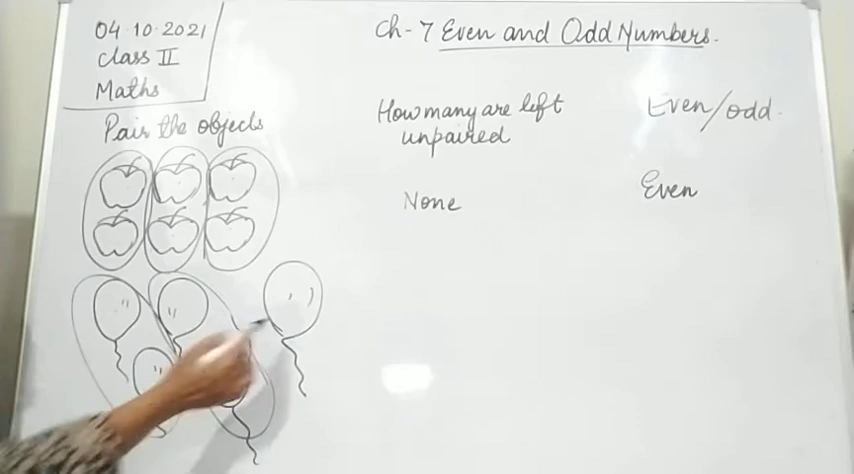 04.10.2021
Class II
Maths
Ch-7 Even and Odd Numbers.
Pair the objects
How many are left
unpaired
Even/odd.
None
Even